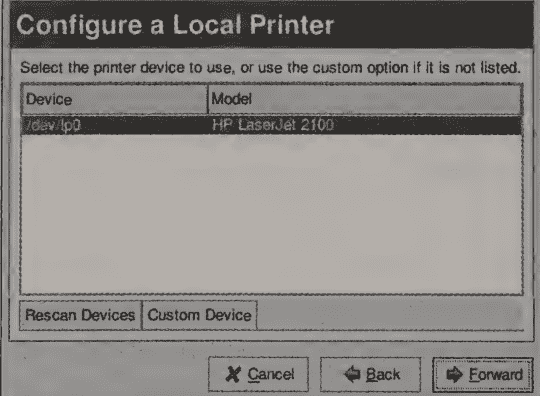 Configure a Local Printer
Select the printer device to use, or use the custom option if it is not listed.
Device Model
/dev/lp0 HP LaserJet 2100
Rescan Devices Custom Device
Cancel Back Forward